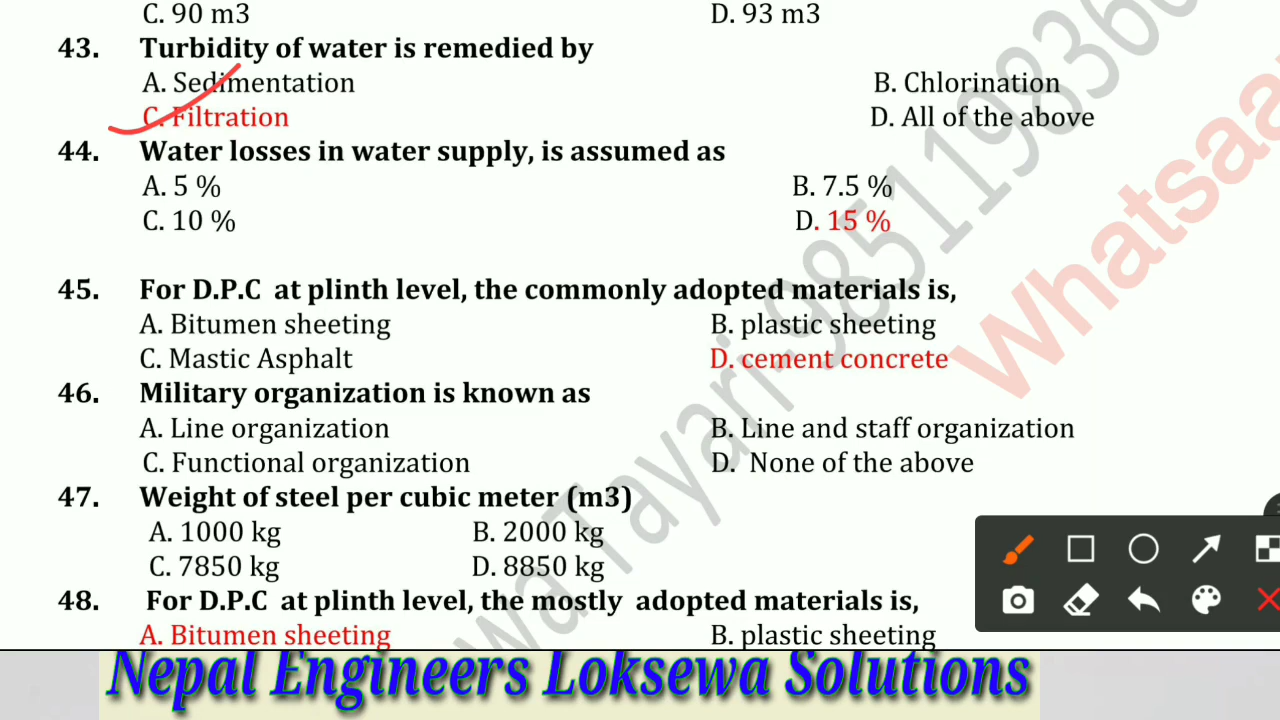 C. 90 m3 D. 93 m3
43. Turbidity of water is remedied by
A. Sedimentation B. Chlorination
C. Filtration D. All of the above
44. Water losses in water supply, is assumed as
A. 5 % B. 7.5 %
C. 10 % D. 15 %
45. For D.P.C at plinth level, the commonly adopted materials is,
A. Bitumen sheeting B. plastic sheeting
C. Mastic Asphalt D. cement concrete
46. Military organization is known as
A. Line organization B. Line and staff organization
C. Functional organization D. None of the above
47. Weight of steel per cubic meter (m3)
A. 1000 kg B. 2000 kg
C. 7850 kg D. 8850 kg
48. For D.P.C at plinth level, the mostly adopted materials is,
A. Bitumen sheeting B. plastic sheeting
Nepal Engineers Loksewa Solutions
wa Tayari-985119836
Whatsaa